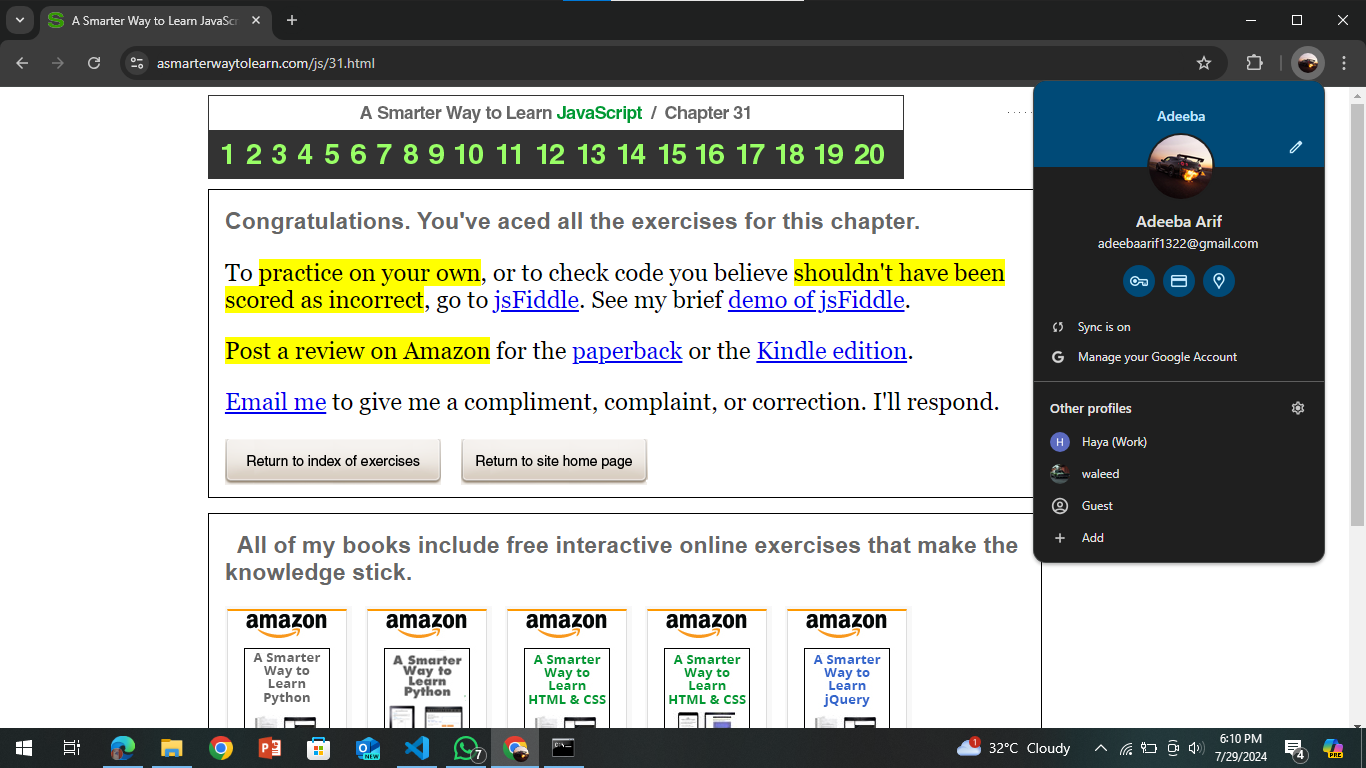 A Smarter Way to Learn JavaScr
asmarterwaytolearn.com/js/31.html
A Smarter Way to Learn JavaScript / Chapter 31
1 2 3 4 5 6 7 8 9 10 11 12 13 14 15 16 17 18 19 20
Congratulations. You've aced all the exercises for this chapter.
To practice on your own, or to check code you believe shouldn't have been
scored as incorrect, go to jsFiddle. See my brief demo of jsFiddle.
Post a review on Amazon for the paperback or the Kindle edition.
Email me to give me a compliment, complaint, or correction. I'll respond.
Return to index of exercises
Return to site home page
All of my books include free interactive online exercises that make the
knowledge stick.
amazon
A Smarter
Way to
Learn
Python
amazon
A Smarter
Way to
Learn
Python
amazon
A Smarter
Way to
Learn
HTML & CSS
amazon
A Smarter
Way to
Learn
HTML & CSS
amazon
A Smarter
Way to
Learn
jQuery
Adeeba
Adeeba Arif
adeebaarif1322@gmail.com
Sync is on
G Manage your Google Account
Other profiles
H Haya (Work)
waleed
Guest
Add
NEW
7
1
32°C Cloudy
6:10 PM
7/29/2024
4
PRE